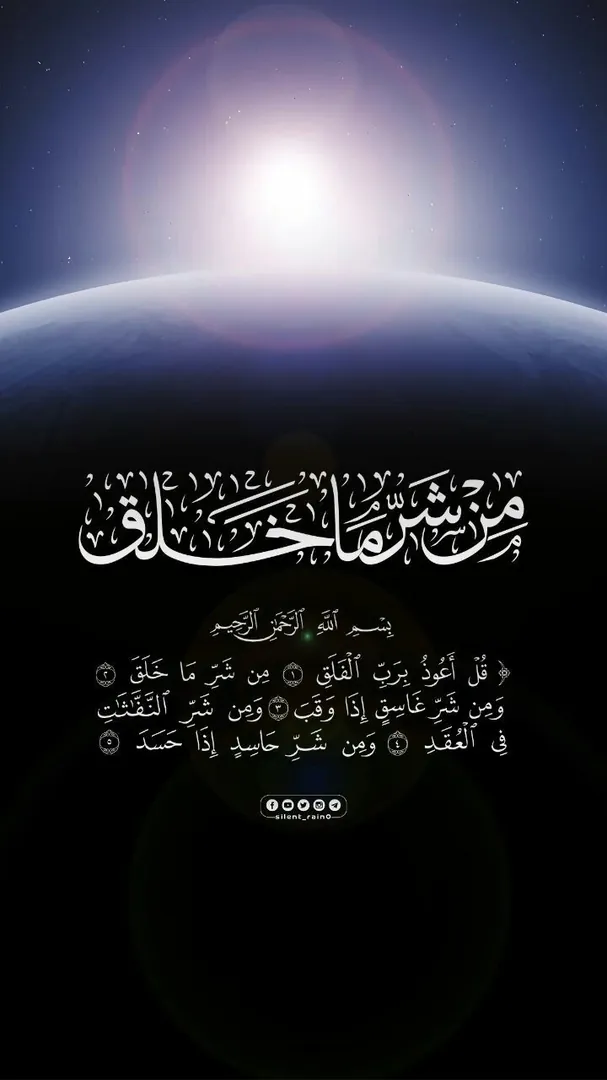 مِنْ شَرِّ مَا خَلَقَ
بِسْمِ ٱللَّهِ ٱلرَّحْمَٰنِ ٱلرَّحِيمِ
﴿ قُلْ أَعُوذُ بِرَبِّ ٱلْفَلَقِ ١ مِن شَرِّ مَا خَلَقَ ٢
وَمِن شَرِّ غَاسِقٍ إِذَا وَقَبَ ٣ وَمِن شَرِّ ٱلنَّفَّٰثَٰتِ
فِى ٱلْعُقَدِ ٤ وَمِن شَرِّ حَاسِدٍ إِذَا حَسَدَ ٥
silent_rain0